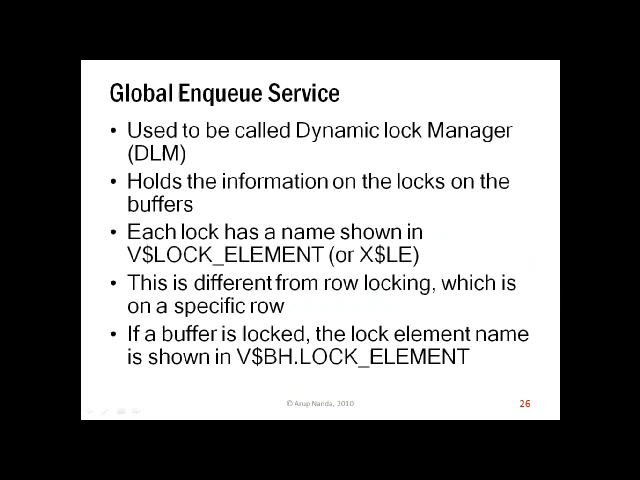 Global Enqueue Service
• Used to be called Dynamic lock Manager
(DLM)
• Holds the information on the locks on the
buffers
• Each lock has a name shown in
V$LOCK_ELEMENT (or X$LE)
• This is different from row locking, which is
on a specific row
• If a buffer is locked, the lock element name
is shown in V$BH.LOCK_ELEMENT
© Arup Nanda, 2010
26